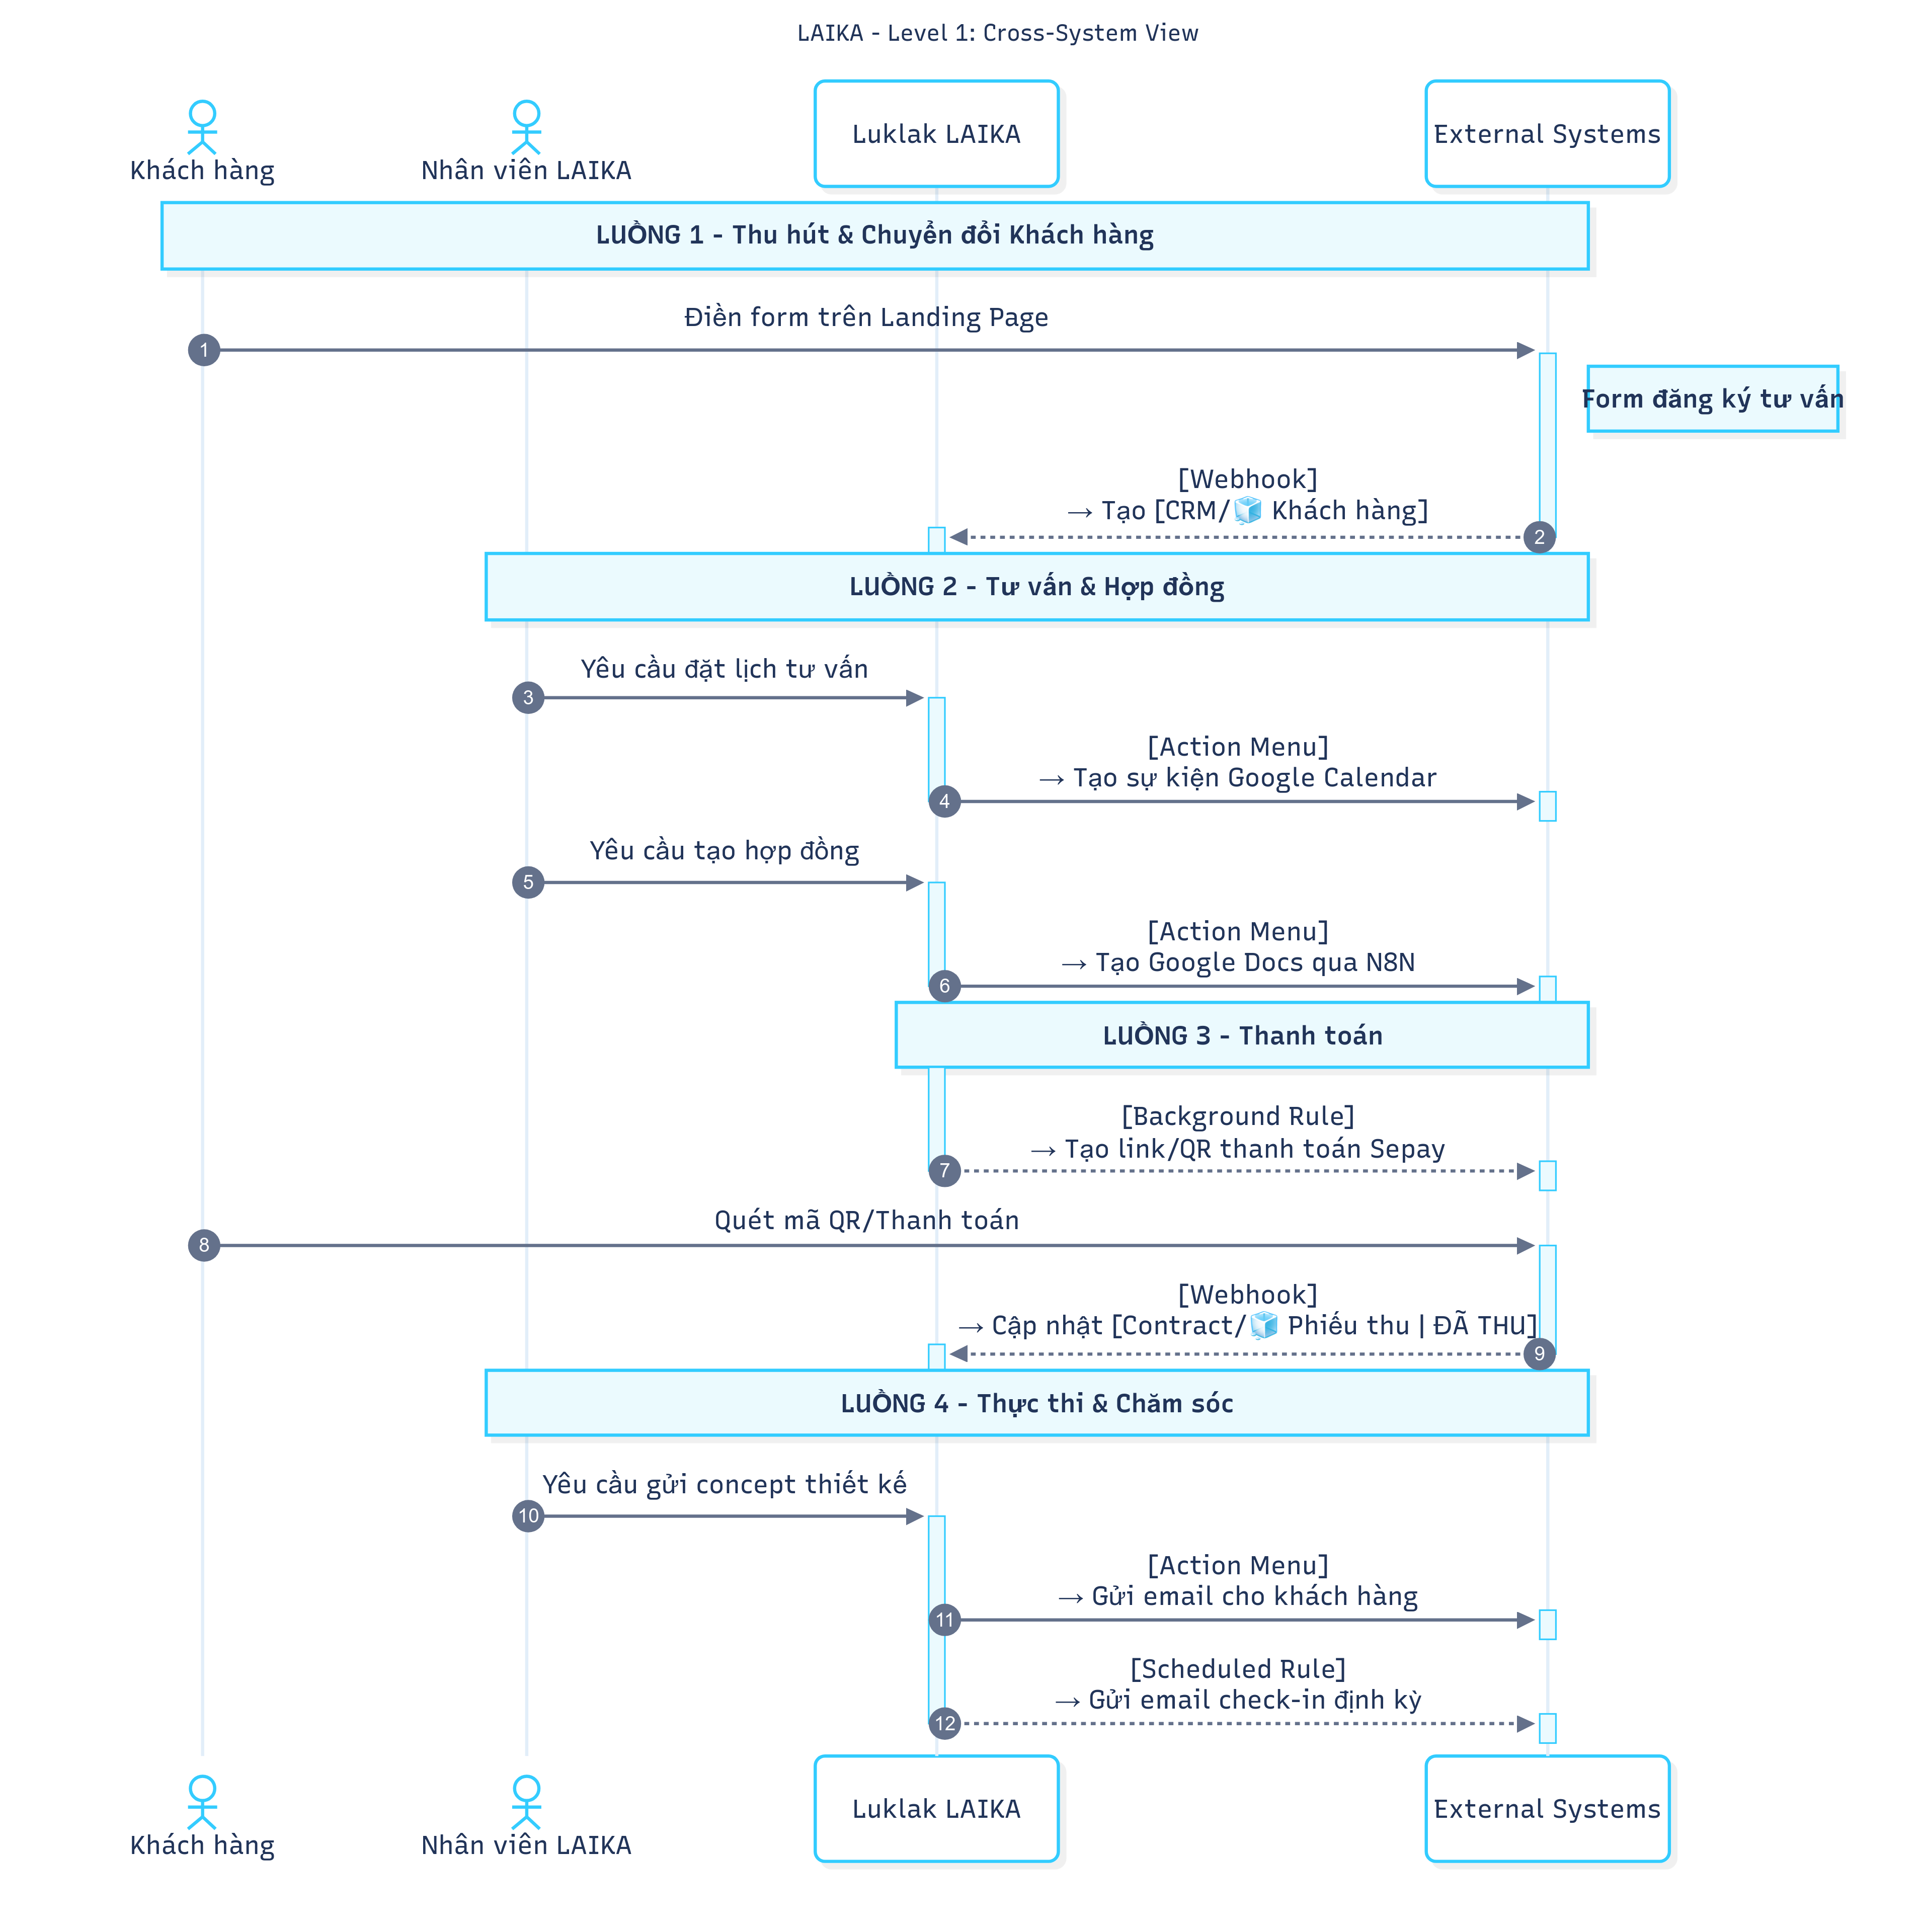 LAIKA - Level 1: Cross-System View
Khách hàng
Nhân viên LAIKA
Luklak LAIKA
External Systems
LUỒNG 1 - Thu hút & Chuyển đổi Khách hàng
Điền form trên Landing Page
1
Form đăng ký tư vấn
[Webhook]
→ Tạo [CRM/🧊 Khách hàng]
2
LUỒNG 2 - Tư vấn & Hợp đồng
Yêu cầu đặt lịch tư vấn
3
[Action Menu]
→ Tạo sự kiện Google Calendar
4
Yêu cầu tạo hợp đồng
5
[Action Menu]
→ Tạo Google Docs qua N8N
6
LUỒNG 3 - Thanh toán
[Background Rule]
→ Tạo link/QR thanh toán Sepay
7
Quét mã QR/Thanh toán
8
[Webhook]
→ Cập nhật [Contract/🧊 Phiếu thu | ĐÃ THU]
9
LUỒNG 4 - Thực thi & Chăm sóc
Yêu cầu gửi concept thiết kế
10
[Action Menu]
→ Gửi email cho khách hàng
11
[Scheduled Rule]
→ Gửi email check-in định kỳ
12
Khách hàng
Nhân viên LAIKA
Luklak LAIKA
External Systems